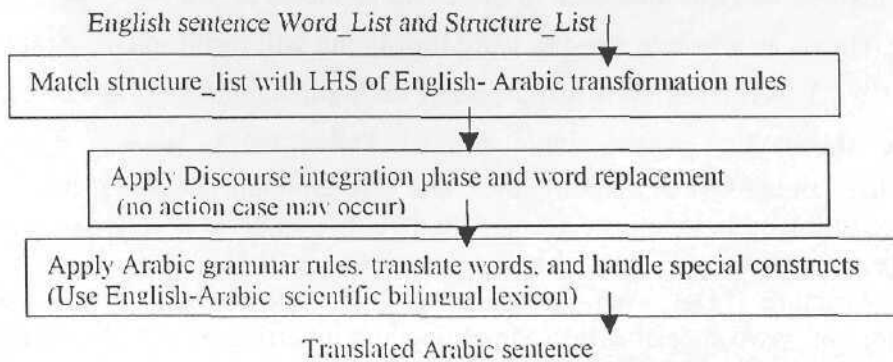 English sentence Word_List and Structure_List
Match structure_list with LHS of English- Arabic transformation rules
Apply Discourse integration phase and word replacement
(no action case may occur)
Apply Arabic grammar rules, translate words, and handle special constructs
(Use English-Arabic scientific bilingual lexicon)
Translated Arabic sentence